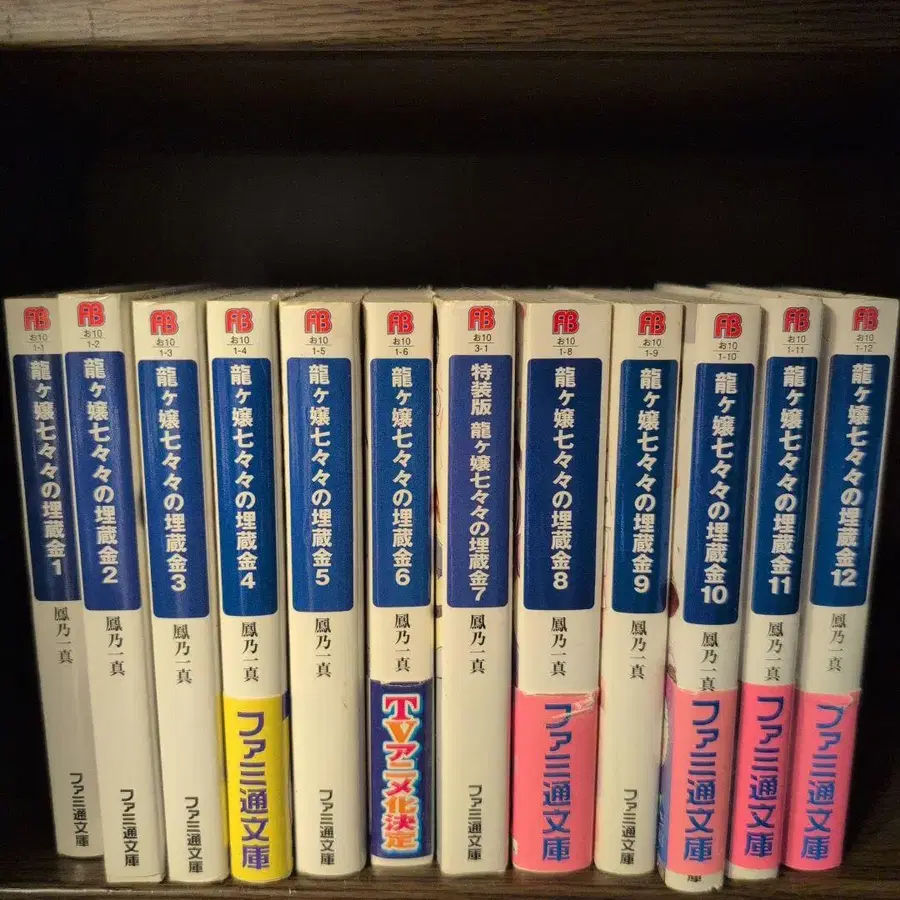 FB
お10
1-1
龍ヶ嬢七々々の埋蔵金1
鳳乃一真
ファミ通文庫
FB
お10
1-2
龍ヶ嬢七々々の埋蔵金2
鳳乃一真
ファミ通文庫
FB
お10
1-3
龍ヶ嬢七々々の埋蔵金3
鳳乃一真
ファミ通文庫
FB
お10
1-4
龍ヶ嬢七々々の埋蔵金4
鳳乃一真
ファミ通文庫
FB
お10
1-5
龍ヶ嬢七々々の埋蔵金5
鳳乃一真
ファミ通文庫
FB
お10
1-6
龍ヶ嬢七々々の埋蔵金6
鳳乃一真
TVアニメ化決定
FB
お10
3-1
特装版 龍ヶ嬢七々々の埋蔵金7
鳳乃一真
ファミ通文庫
FB
お10
1-8
龍ヶ嬢七々々の埋蔵金8
鳳乃一真
ファミ通文庫
FB
お10
1-9
龍ヶ嬢七々々の埋蔵金9
鳳乃一真
ファミ通文庫
FB
お10
1-10
龍ヶ嬢七々々の埋蔵金10
鳳乃一真
ファミ通文庫
FB
お10
1-11
龍ヶ嬢七々々の埋蔵金11
鳳乃一真
ファミ通文庫
FB
お10
1-12
龍ヶ嬢七々々の埋蔵金12
鳳乃一真
ファミ通文庫